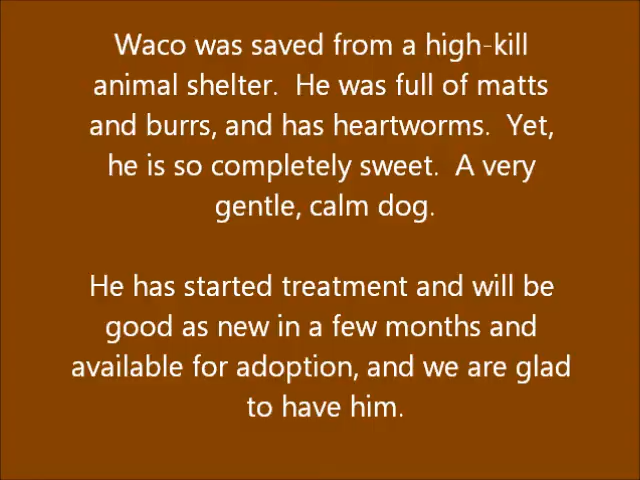 Waco was saved from a high-kill
animal shelter.  He was full of matts
and burrs, and has heartworms.  Yet,
he is so completely sweet.  A very
gentle, calm dog.
He has started treatment and will be
good as new in a few months and
available for adoption, and we are glad
to have him.